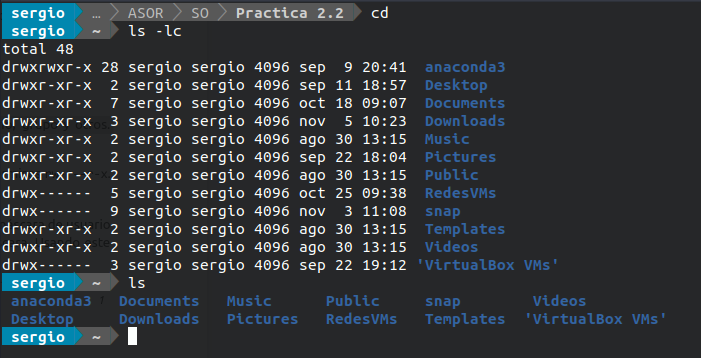 sergio … ASOR SO Practica 2.2 cd
sergio ~ ls -lc
total 48
drwxrwxr-x 28 sergio sergio 4096 sep  9 20:41  anaconda3
drwxr-xr-x  2 sergio sergio 4096 sep 11 18:57  Desktop
drwxr-xr-x  7 sergio sergio 4096 oct 18 09:07  Documents
drwxr-xr-x  3 sergio sergio 4096 nov  5 10:23  Downloads
drwxr-xr-x  2 sergio sergio 4096 ago 30 13:15  Music
drwxr-xr-x  2 sergio sergio 4096 sep 22 18:04  Pictures
drwxr-xr-x  2 sergio sergio 4096 ago 30 13:15  Public
drwx------  5 sergio sergio 4096 oct 25 09:38  RedesVMs
drwx------  9 sergio sergio 4096 nov  3 11:08  snap
drwxr-xr-x  2 sergio sergio 4096 ago 30 13:15  Templates
drwxr-xr-x  2 sergio sergio 4096 ago 30 13:15  Videos
drwx------  3 sergio sergio 4096 sep 22 19:12 'VirtualBox VMs'
sergio ~ ls
anaconda3  Documents  Music  Public  snap  Videos
Desktop  Downloads  Pictures  RedesVMs  Templates  'VirtualBox VMs'
sergio ~